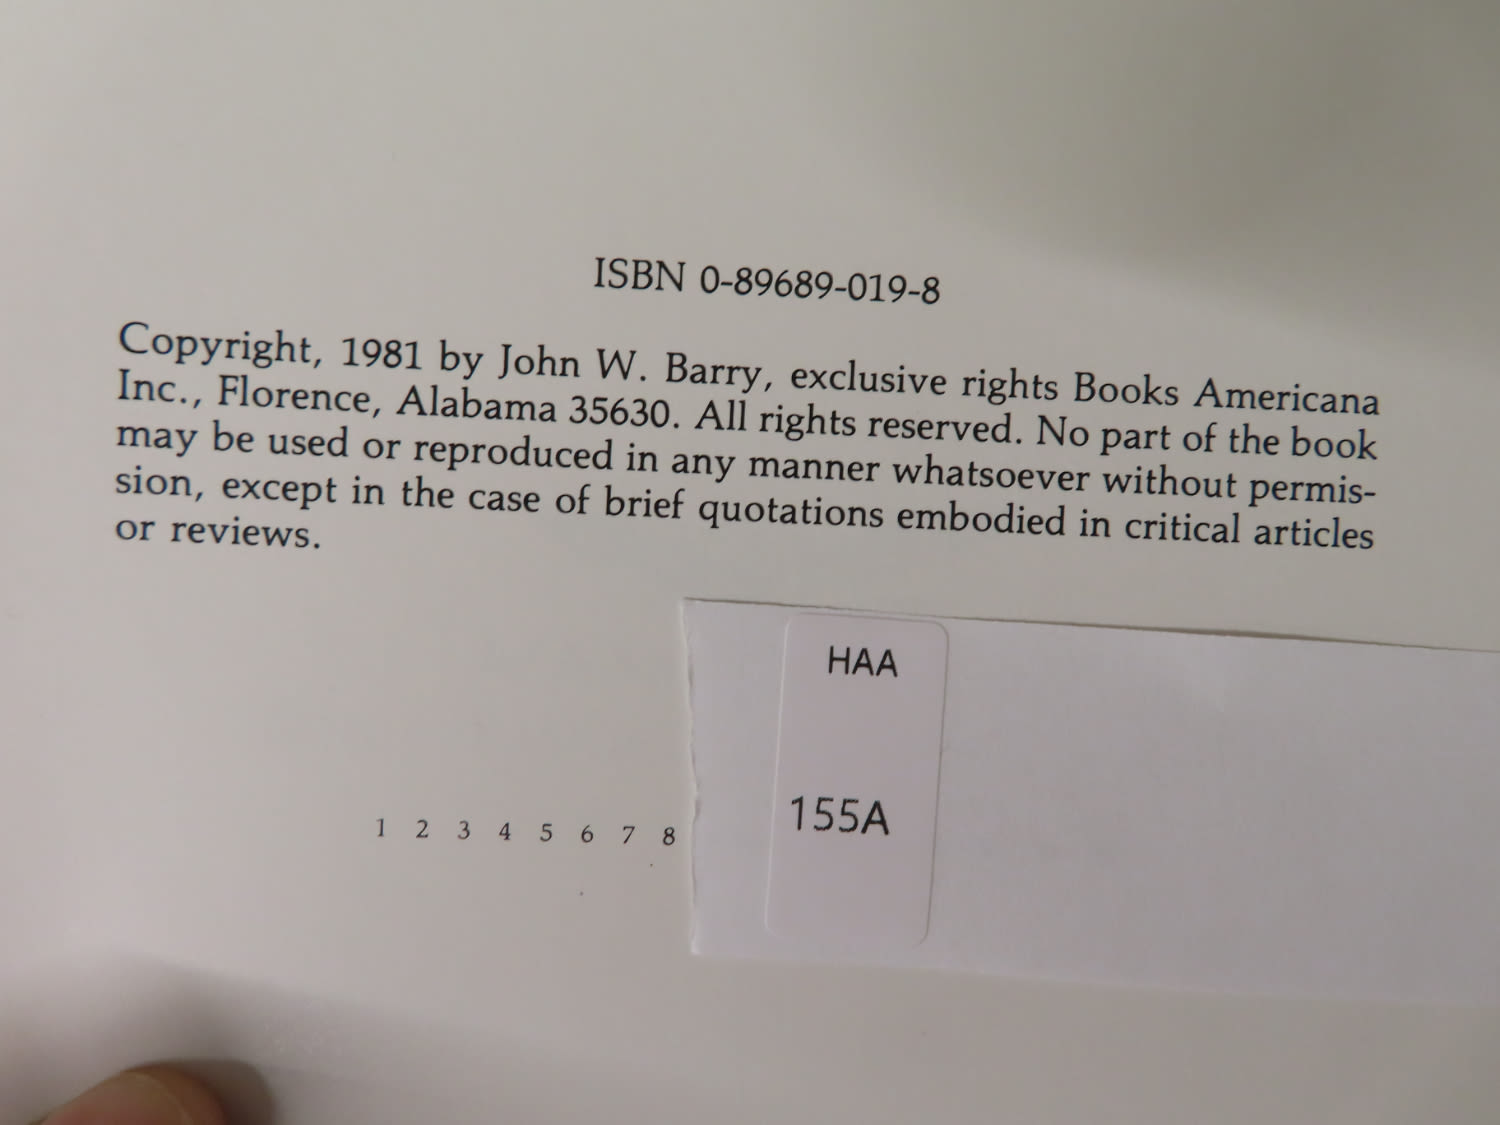 ISBN 0-89689-019-8
Copyright, 1981 by John W. Barry, exclusive rights Books Americana
Inc., Florence, Alabama 35630. All rights reserved. No part of the book
may be used or reproduced in any manner whatsoever without permis-
sion, except in the case of brief quotations embodied in critical articles
or reviews.
HAA
155A
1 2 3 4 5 6 7 8